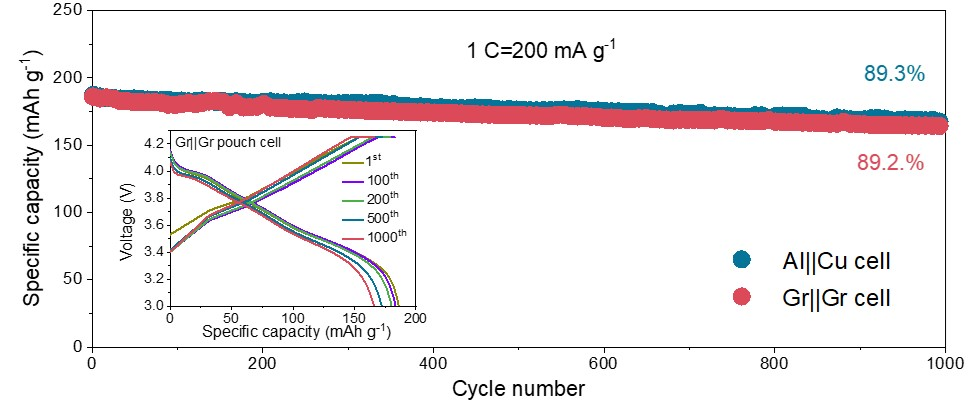 250
200
150
100
50
0
Specific capacity (mAh g-1)
1 C=200 mA g-1
89.3%
89.2.%
Gr||Gr pouch cell
1st
100th
200th
500th
1000th
4.2
4.0
3.8
3.6
3.4
3.2
3.0
Voltage (V)
0 50 100 150 200
Specific capacity (mAh g-1)
Al||Cu cell
Gr||Gr cell
0 200 400 600 800 1000
Cycle number